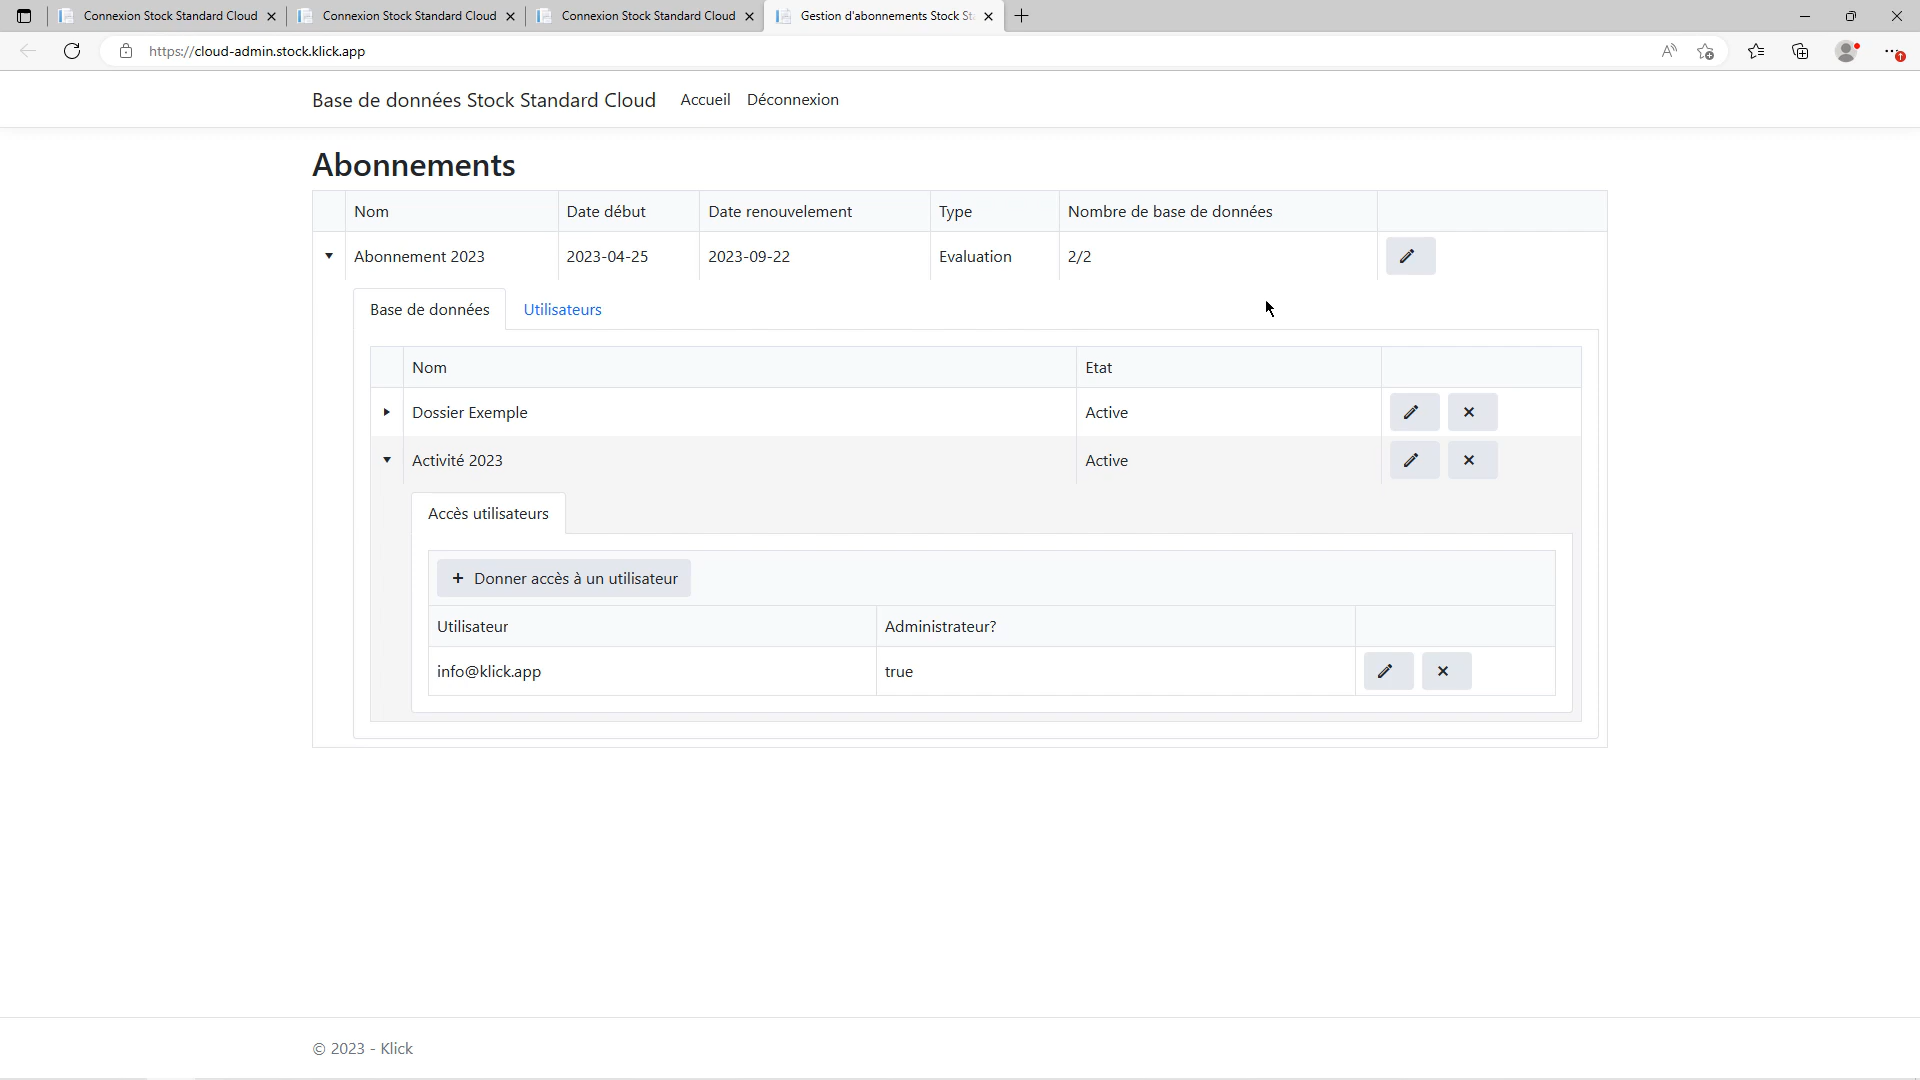 Connexion Stock Standard Cloud
Connexion Stock Standard Cloud
Connexion Stock Standard Cloud
Gestion d'abonnements Stock St
https://cloud-admin.stock.klick.app
Base de données Stock Standard Cloud Accueil Déconnexion
Abonnements
Nom Date début Date renouvelement Type Nombre de base de données
Abonnement 2023 2023-04-25 2023-09-22 Evaluation 2/2
Base de données Utilisateurs
Nom Etat
Dossier Exemple Active
Activité 2023 Active
Accès utilisateurs
+ Donner accès à un utilisateur
Utilisateur Administrateur?
info@klick.app true
© 2023 - Klick